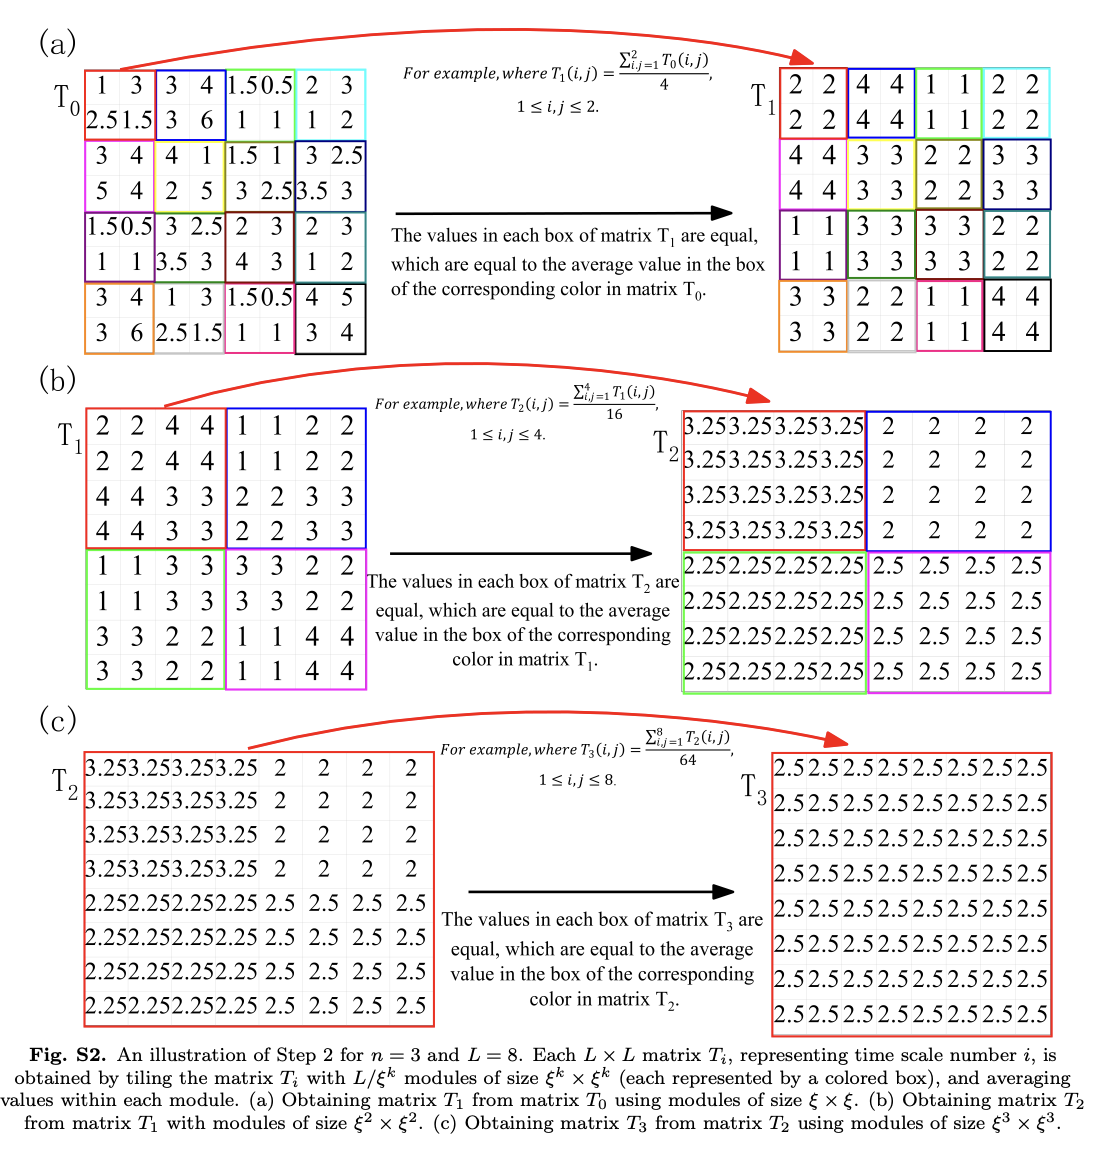 (a)
T0
1 3 3 4 1.5 0.5 2 3
2.5 1.5 3 6 1 1 1 2
3 4 4 1 1.5 1 3 2.5
5 4 2 5 3 2.5 3.5 3
1.5 0.5 3 2.5 2 3 2 3
1 1 3.5 3 4 3 1 2
3 4 1 3 1.5 0.5 4 5
3 6 2.5 1.5 1 1 3 4
For example, where T1(i,j) = ∑²i,j=1 T0(i,j) / 4,
1 ≤ i,j ≤ 2.
The values in each box of matrix T1 are equal,
which are equal to the average value in the box
of the corresponding color in matrix T0.
T1
2 2 4 4 1 1 2 2
2 2 4 4 1 1 2 2
4 4 3 3 2 2 3 3
4 4 3 3 2 2 3 3
1 1 3 3 3 3 2 2
1 1 3 3 3 3 2 2
3 3 2 2 1 1 4 4
3 3 2 2 1 1 4 4
(b)
T1
2 2 4 4 1 1 2 2
2 2 4 4 1 1 2 2
4 4 3 3 2 2 3 3
4 4 3 3 2 2 3 3
1 1 3 3 3 3 2 2
1 1 3 3 3 3 2 2
3 3 2 2 1 1 4 4
3 3 2 2 1 1 4 4
For example, where T2(i,j) = ∑⁴i,j=1 T1(i,j) / 16,
1 ≤ i,j ≤ 4.
The values in each box of matrix T2 are
equal, which are equal to the average
value in the box of the corresponding
color in matrix T1.
T2
3.25 3.25 3.25 3.25 2 2 2 2
3.25 3.25 3.25 3.25 2 2 2 2
3.25 3.25 3.25 3.25 2 2 2 2
3.25 3.25 3.25 3.25 2 2 2 2
2.25 2.25 2.25 2.25 2.5 2.5 2.5 2.5
2.25 2.25 2.25 2.25 2.5 2.5 2.5 2.5
2.25 2.25 2.25 2.25 2.5 2.5 2.5 2.5
2.25 2.25 2.25 2.25 2.5 2.5 2.5 2.5
(c)
T2
3.25 3.25 3.25 3.25 2 2 2 2
3.25 3.25 3.25 3.25 2 2 2 2
3.25 3.25 3.25 3.25 2 2 2 2
3.25 3.25 3.25 3.25 2 2 2 2
2.25 2.25 2.25 2.25 2.5 2.5 2.5 2.5
2.25 2.25 2.25 2.25 2.5 2.5 2.5 2.5
2.25 2.25 2.25 2.25 2.5 2.5 2.5 2.5
2.25 2.25 2.25 2.25 2.5 2.5 2.5 2.5
For example, where T3(i,j) = ∑⁸i,j=1 T2(i,j) / 64,
1 ≤ i,j ≤ 8.
The values in each box of matrix T3 are
equal, which are equal to the average
value in the box of the corresponding
color in matrix T2.
T3
2.5 2.5 2.5 2.5 2.5 2.5 2.5 2.5
2.5 2.5 2.5 2.5 2.5 2.5 2.5 2.5
2.5 2.5 2.5 2.5 2.5 2.5 2.5 2.5
2.5 2.5 2.5 2.5 2.5 2.5 2.5 2.5
2.5 2.5 2.5 2.5 2.5 2.5 2.5 2.5
2.5 2.5 2.5 2.5 2.5 2.5 2.5 2.5
2.5 2.5 2.5 2.5 2.5 2.5 2.5 2.5
2.5 2.5 2.5 2.5 2.5 2.5 2.5 2.5
Fig. S2. An illustration of Step 2 for n = 3 and L = 8. Each L × L matrix Ti, representing time scale number i, is
obtained by tiling the matrix Ti with L/ξ^k modules of size ξ^k × ξ^k (each represented by a colored box), and averaging
values within each module. (a) Obtaining matrix T1 from matrix T0 using modules of size ξ × ξ. (b) Obtaining matrix T2
from matrix T1 with modules of size ξ² × ξ². (c) Obtaining matrix T3 from matrix T2 using modules of size ξ³ × ξ³.